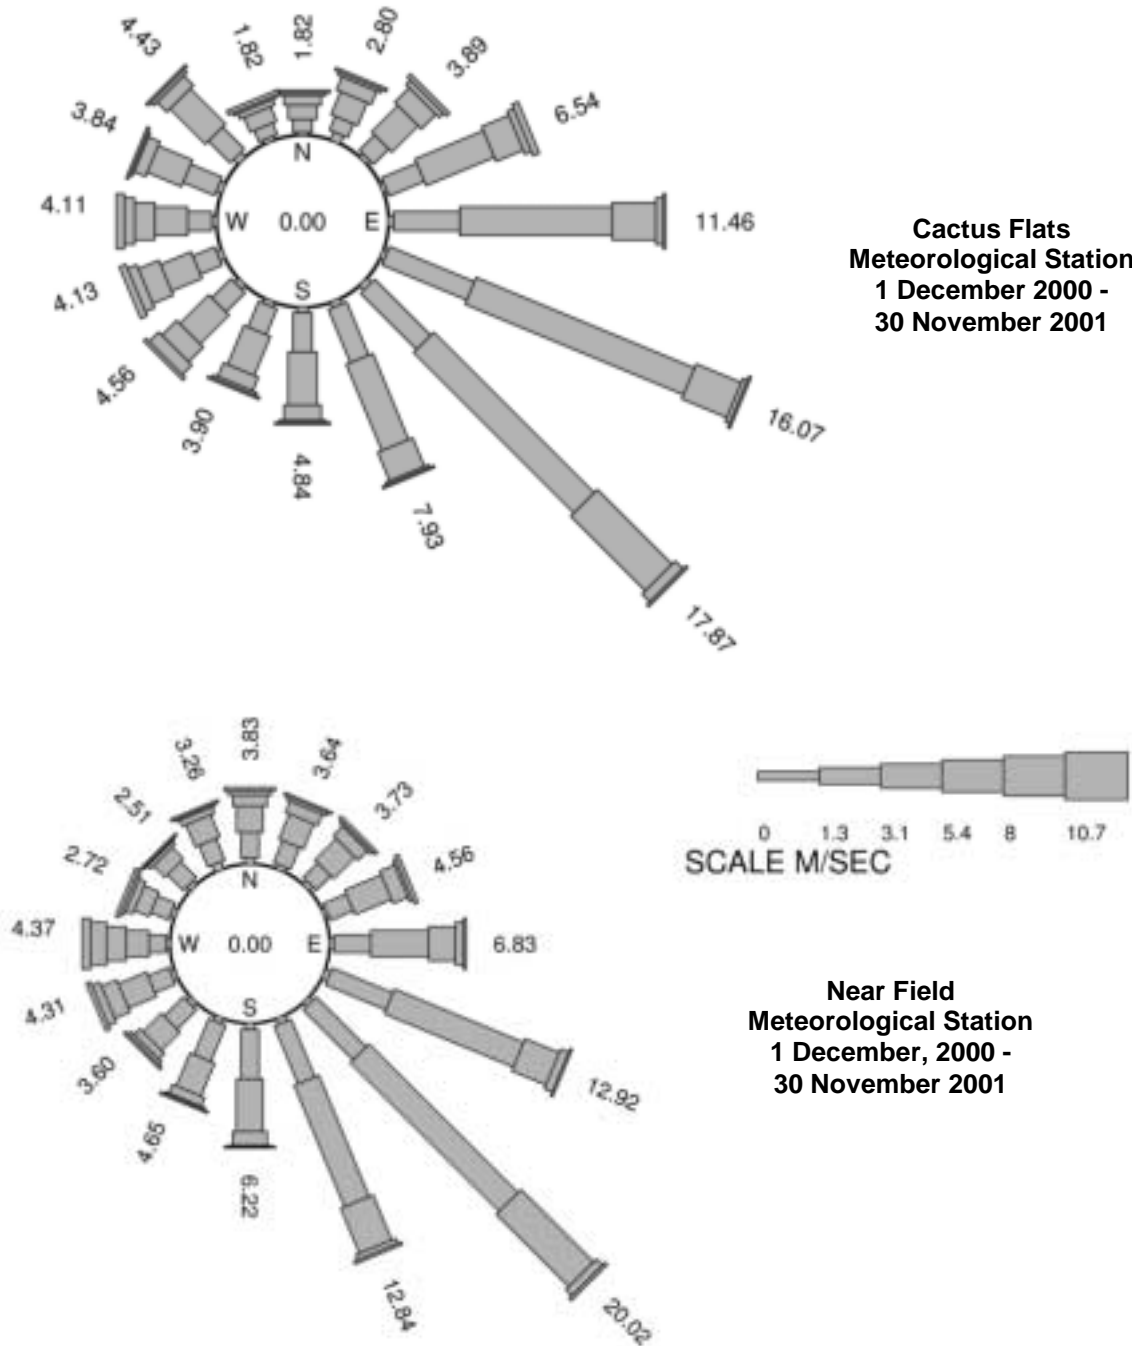 4.43
1.82
1.82
2.80
3.89
3.84
6.54
N
4.11
W
0.00
E
11.46
S
4.13
4.56
3.90
4.84
7.93
16.07
17.87
Cactus Flats
Meteorological Station
1 December 2000 -
30 November 2001
3.26
3.83
3.64
2.51
3.73
2.72
4.56
N
4.37
W
0.00
E
6.83
S
4.31
3.60
4.65
6.22
12.84
12.92
20.02
0 1.3 3.1 5.4 8 10.7
SCALE M/SEC
Near Field
Meteorological Station
1 December, 2000 -
30 November 2001